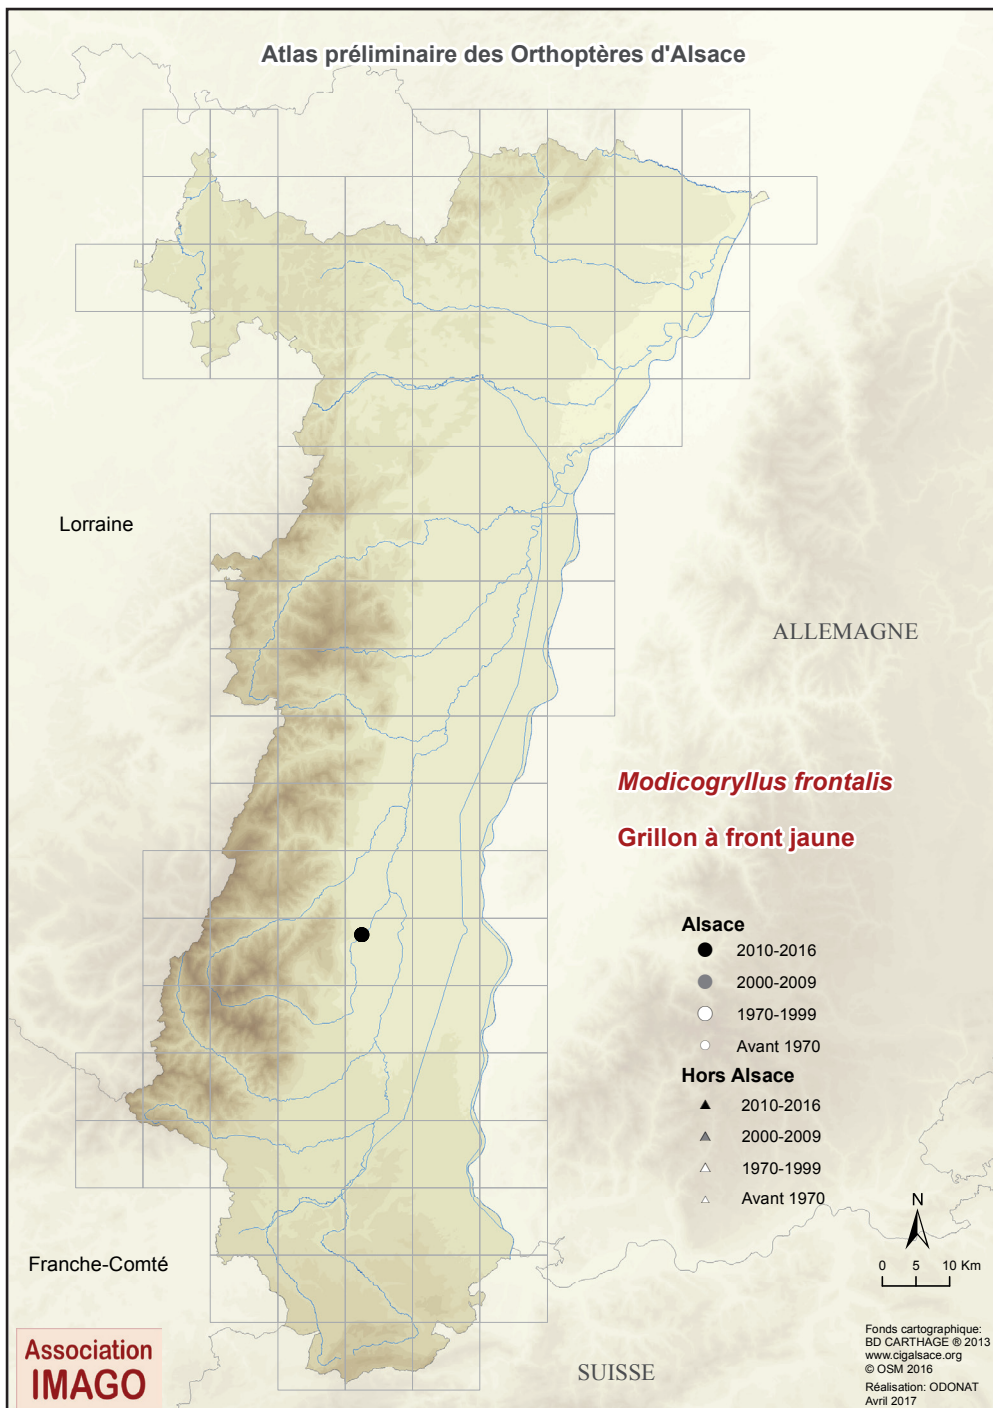 Atlas préliminaire des Orthoptères d'Alsace
Lorraine
ALLEMAGNE
Modicogryllus frontalis
Grillon à front jaune
Alsace
2010-2016
2000-2009
1970-1999
Avant 1970
Hors Alsace
2010-2016
2000-2009
1970-1999
Avant 1970
N
0 5 10 Km
Franche-Comté
SUISSE
Association
IMAGO
Fonds cartographique:
BD CARTHAGE ® 2013
www.cigalsace.org
© OSM 2016
Réalisation: ODONAT
Avril 2017